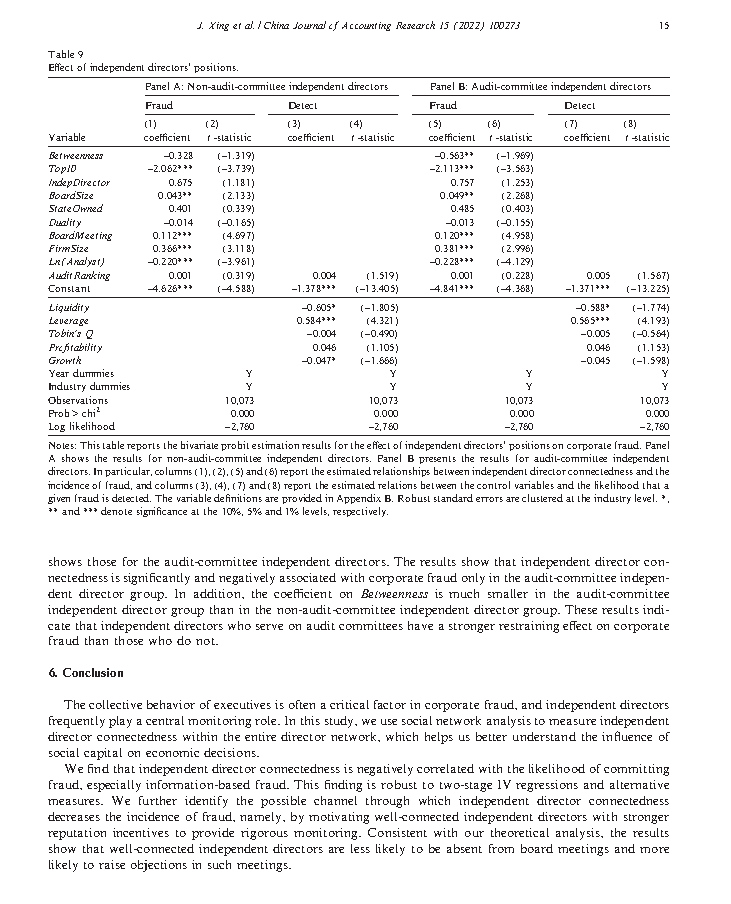 J. Xing et al. / China Journal of Accounting Research 15 (2022) 100273 15
Table 9
Effect of independent directors' positions.
Panel A: Non-audit-committee independent directors Panel B: Audit-committee independent directors
Fraud Detect Fraud Detect
(1) (2) (3) (4) (5) (6) (7) (8)
Variable coefficient t-statistic coefficient t-statistic coefficient t-statistic coefficient t-statistic
Betweenness −0.328 (−1.319) −0.563** (−1.969)
Top10 −2.062*** (−3.739) −2.113*** (−3.563)
IndepDirector 0.675 (1.181) 0.757 (1.253)
BoardSize 0.043** (2.133) 0.049** (2.268)
StateOwned 0.401 (0.339) 0.485 (0.403)
Duality −0.014 (−0.165) −0.013 (−0.155)
BoardMeeting 0.112*** (4.697) 0.120*** (4.958)
FirmSize 0.366*** (3.118) 0.381*** (2.996)
Ln(Analyst) −0.220*** (−3.961) −0.228*** (−4.129)
Audit Ranking 0.001 (0.319) 0.004 (1.519) 0.001 (0.228) 0.005 (1.567)
Constant −4.626*** (−4.588) −1.378*** (−13.405) −4.841*** (−4.368) −1.371*** (−13.225)
Liquidity −0.605* (−1.805) −0.588* (−1.774)
Leverage 0.584*** (4.321) 0.565*** (4.193)
Tobin's Q −0.004 (−0.490) −0.005 (−0.564)
Profitability 0.046 (1.105) 0.046 (1.153)
Growth −0.047* (−1.666) −0.045 (−1.598)
Year dummies Y Y Y Y
Industry dummies Y Y Y Y
Observations 10,073 10,073 10,073 10,073
Prob > chi² 0.000 0.000 0.000 0.000
Log likelihood −2,760 −2,760 −2,760 −2,760
Notes: This table reports the bivariate probit estimation results for the effect of independent directors' positions on corporate fraud. Panel
A shows the results for non-audit-committee independent directors. Panel B presents the results for audit-committee independent
directors. In particular, columns (1), (2), (5) and (6) report the estimated relationships between independent director connectedness and the
incidence of fraud, and columns (3), (4), (7) and (8) report the estimated relations between the control variables and the likelihood that a
given fraud is detected. The variable definitions are provided in Appendix B. Robust standard errors are clustered at the industry level. *,
** and *** denote significance at the 10%, 5% and 1% levels, respectively.
shows those for the audit-committee independent directors. The results show that independent director con-
nectedness is significantly and negatively associated with corporate fraud only in the audit-committee indepen-
dent director group. In addition, the coefficient on Betweenness is much smaller in the audit-committee
independent director group than in the non-audit-committee independent director group. These results indi-
cate that independent directors who serve on audit committees have a stronger restraining effect on corporate
fraud than those who do not.
6. Conclusion
The collective behavior of executives is often a critical factor in corporate fraud, and independent directors
frequently play a central monitoring role. In this study, we use social network analysis to measure independent
director connectedness within the entire director network, which helps us better understand the influence of
social capital on economic decisions.
We find that independent director connectedness is negatively correlated with the likelihood of committing
fraud, especially information-based fraud. This finding is robust to two-stage IV regressions and alternative
measures. We further identify the possible channel through which independent director connectedness
decreases the incidence of fraud, namely, by motivating well-connected independent directors with stronger
reputation incentives to provide rigorous monitoring. Consistent with our theoretical analysis, the results
show that well-connected independent directors are less likely to be absent from board meetings and more
likely to raise objections in such meetings.